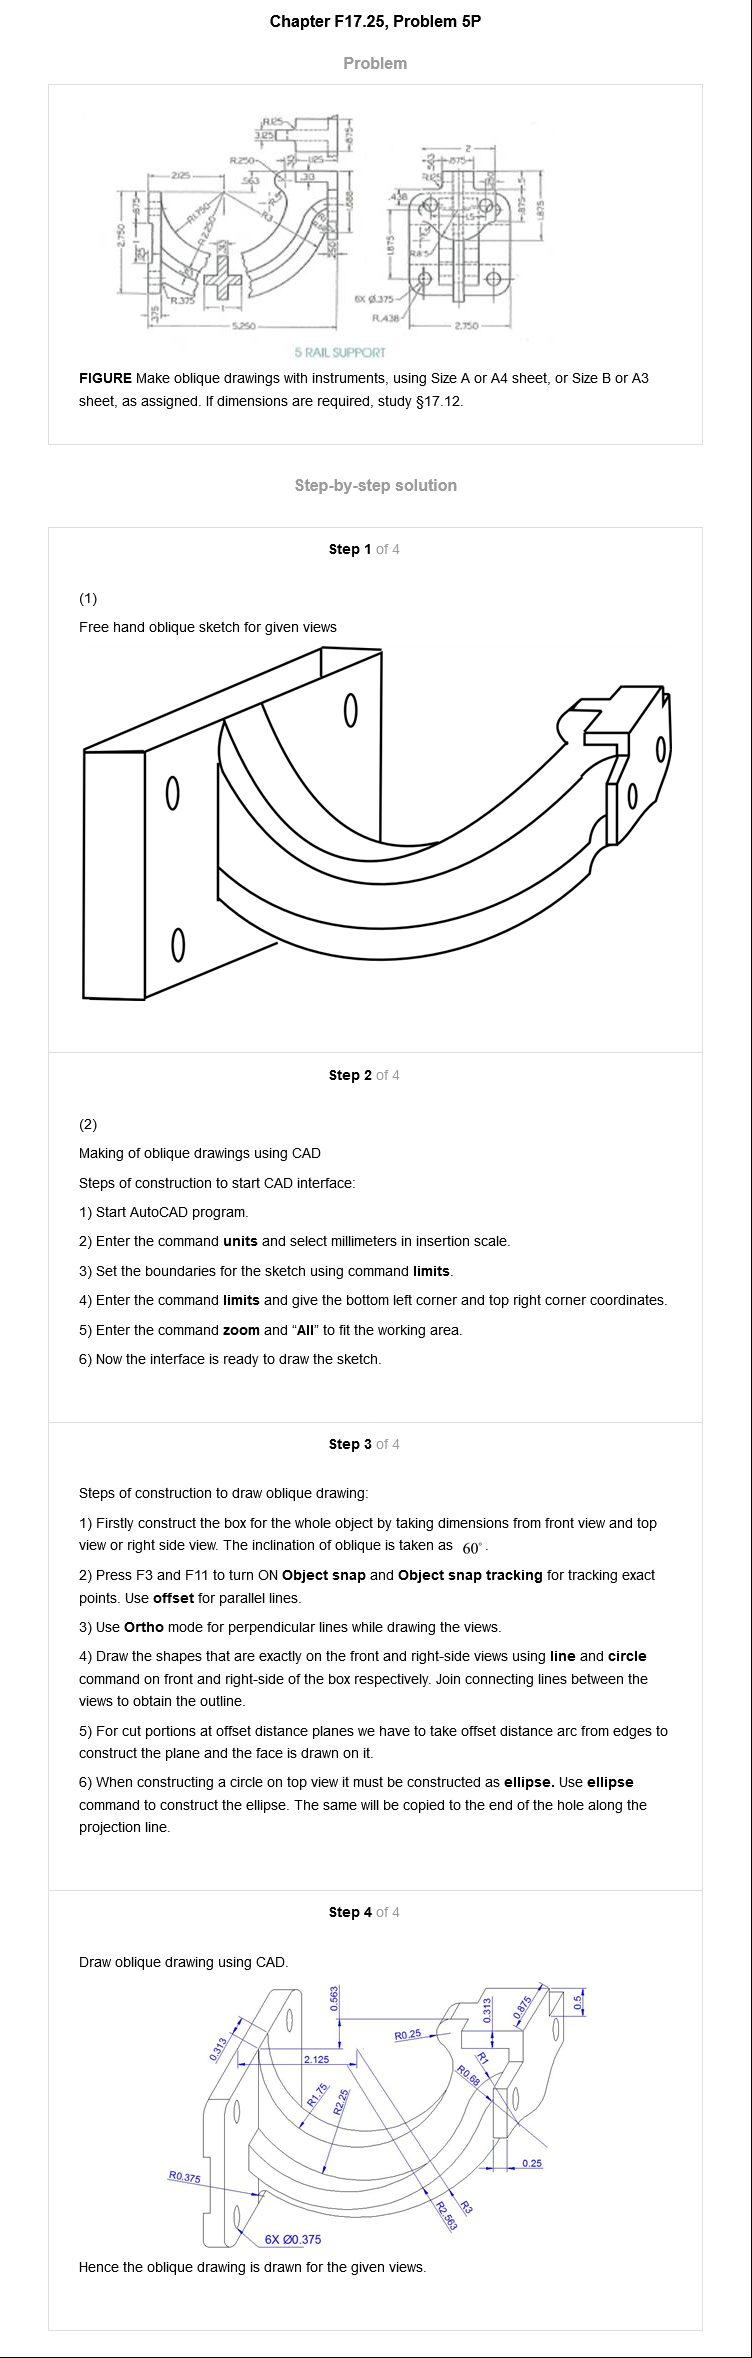 Chapter F17.25, Problem 5P
Problem
R.125
.3125
.875
R.250
.33
1.125
2.125
.563
.30
.875
R1.750
R 2.250
R3
1.688
2.750
.250
R.375
.375
1
5.250
2
.563
.875
R.125
.438
.5
.875
1.875
1.875
R.875
6X Ø.375
R.438
2.750
5 RAIL SUPPORT
FIGURE Make oblique drawings with instruments, using Size A or A4 sheet, or Size B or A3
sheet, as assigned. If dimensions are required, study §17.12.
Step-by-step solution
Step 1 of 4
(1)
Free hand oblique sketch for given views
Step 2 of 4
(2)
Making of oblique drawings using CAD
Steps of construction to start CAD interface:
1) Start AutoCAD program.
2) Enter the command units and select millimeters in insertion scale.
3) Set the boundaries for the sketch using command limits.
4) Enter the command limits and give the bottom left corner and top right corner coordinates.
5) Enter the command zoom and “All” to fit the working area.
6) Now the interface is ready to draw the sketch.
Step 3 of 4
Steps of construction to draw oblique drawing:
1) Firstly construct the box for the whole object by taking dimensions from front view and top
view or right side view. The inclination of oblique is taken as 60°.
2) Press F3 and F11 to turn ON Object snap and Object snap tracking for tracking exact
points. Use offset for parallel lines.
3) Use Ortho mode for perpendicular lines while drawing the views.
4) Draw the shapes that are exactly on the front and right-side views using line and circle
command on front and right-side of the box respectively. Join connecting lines between the
views to obtain the outline.
5) For cut portions at offset distance planes we have to take offset distance arc from edges to
construct the plane and the face is drawn on it.
6) When constructing a circle on top view it must be constructed as ellipse. Use ellipse
command to construct the ellipse. The same will be copied to the end of the hole along the
projection line.
Step 4 of 4
Draw oblique drawing using CAD.
0.563
0.313
0.875
0.5
R0.25
0.313
2.125
R1
R0.68
R1.75
R2.25
0.25
R0.375
R3
R2.563
6X Ø0.375
Hence the oblique drawing is drawn for the given views.